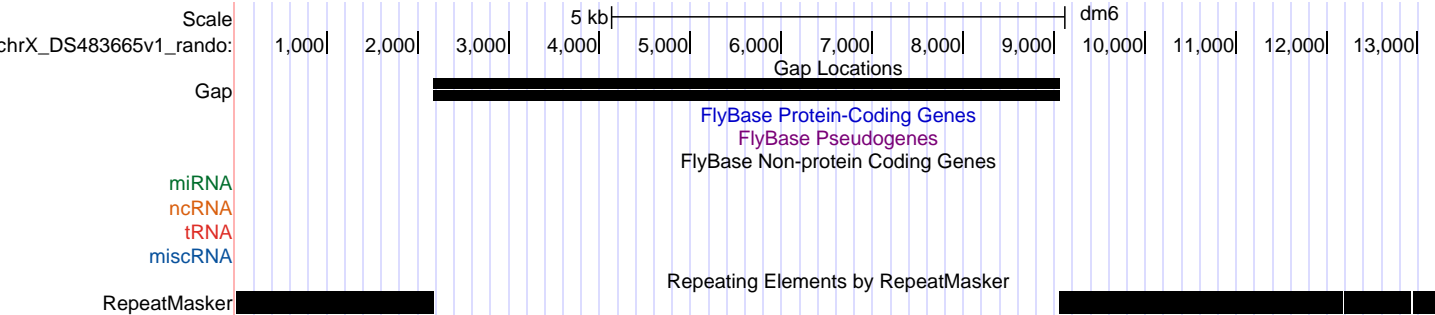 Scale 5 kb dm6
chrX_DS483665v1_rando: 1,000 2,000 3,000 4,000 5,000 6,000 7,000 8,000 9,000 10,000 11,000 12,000 13,000
Gap Locations
Gap
FlyBase Protein-Coding Genes
FlyBase Pseudogenes
FlyBase Non-protein Coding Genes
miRNA
ncRNA
tRNA
miscRNA
Repeating Elements by RepeatMasker
RepeatMasker